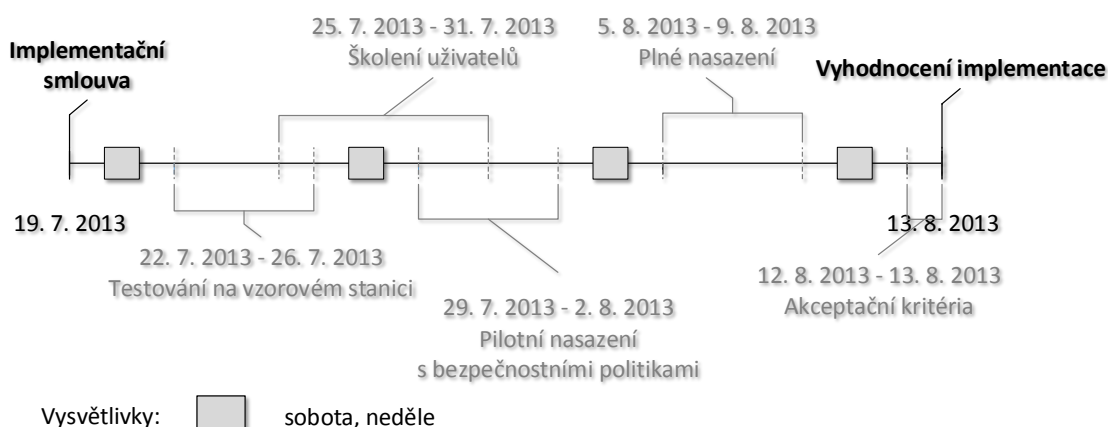 25. 7. 2013 - 31. 7. 2013
Školení uživatelů
5. 8. 2013 - 9. 8. 2013
Plné nasazení
Implementační
smlouva
Vyhodnocení implementace
19. 7. 2013
13. 8. 2013
22. 7. 2013 - 26. 7. 2013
Testování na vzorovém stanici
29. 7. 2013 - 2. 8. 2013
Pilotní nasazení
s bezpečnostními politikami
12. 8. 2013 - 13. 8. 2013
Akceptační kritéria
Vysvětlivky:
sobota, neděle